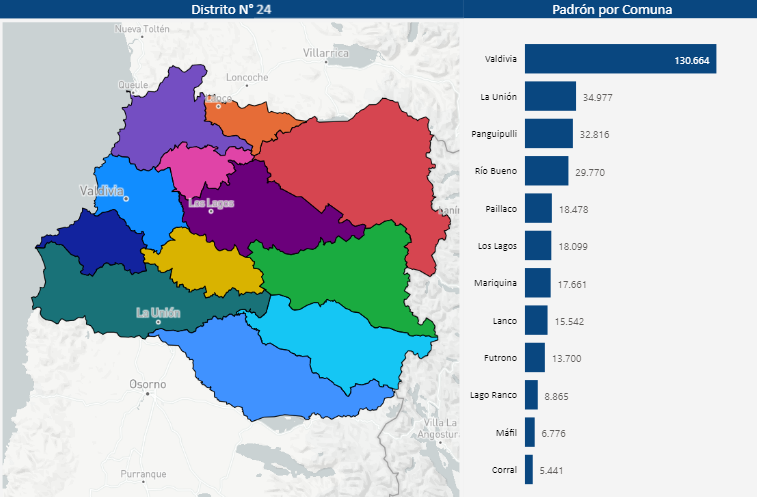 Distrito N° 24
Nueva Toltén
Villarrica
Queule
Loncoche
Lanco
Valdivia
Los Lagos
La Unión
Osorno
Villa La
Angostura
Purranque
Padrón por Comuna
Valdivia 130.664
La Unión 34.977
Panguipulli 32.816
Río Bueno 29.770
Paillaco 18.478
Los Lagos 18.099
Mariquina 17.661
Lanco 15.542
Futrono 13.700
Lago Ranco 8.865
Máfil 6.776
Corral 5.441